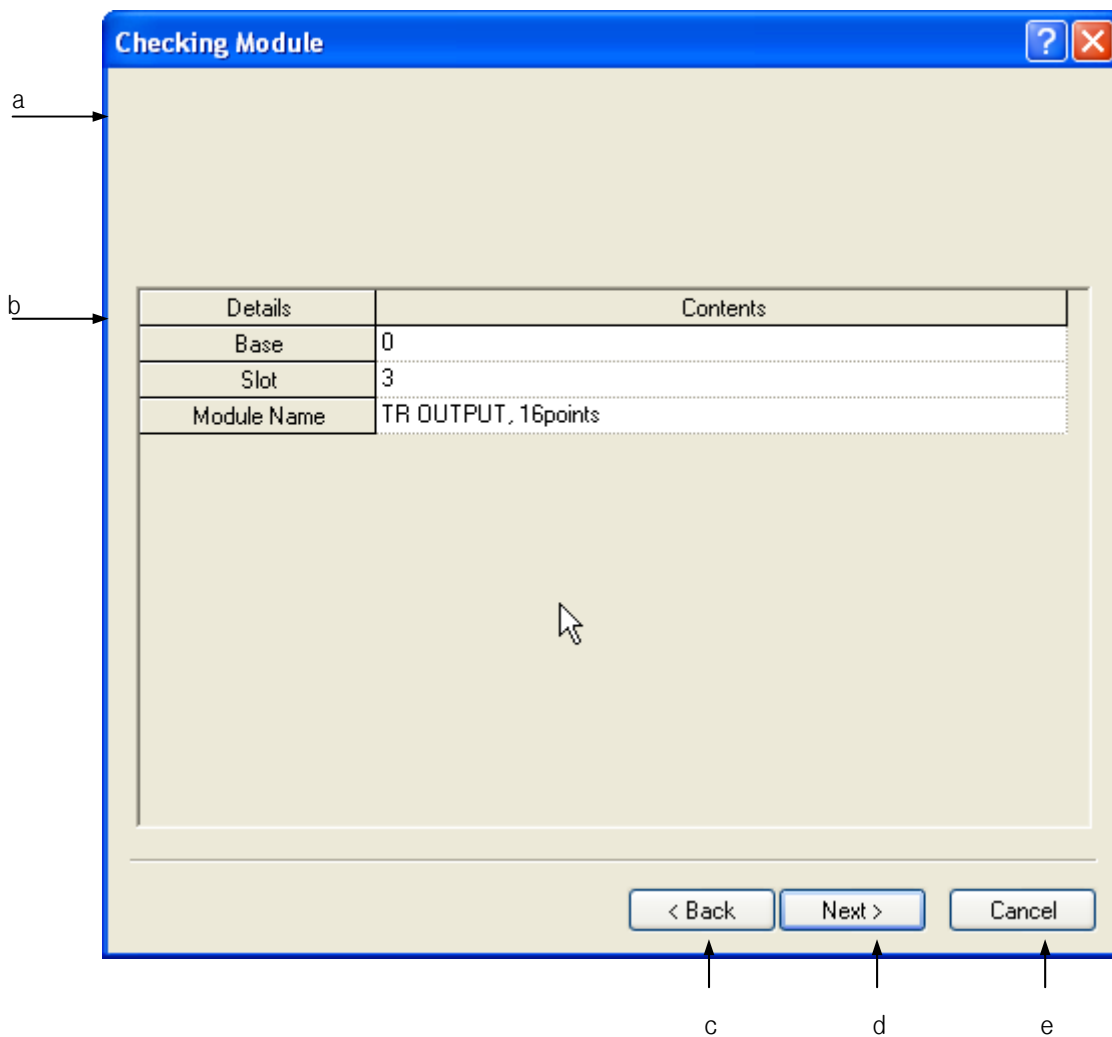 Checking Module
a
b
Details Contents
Base 0
Slot 3
Module Name TR OUTPUT, 16points
< Back Next > Cancel
c d e